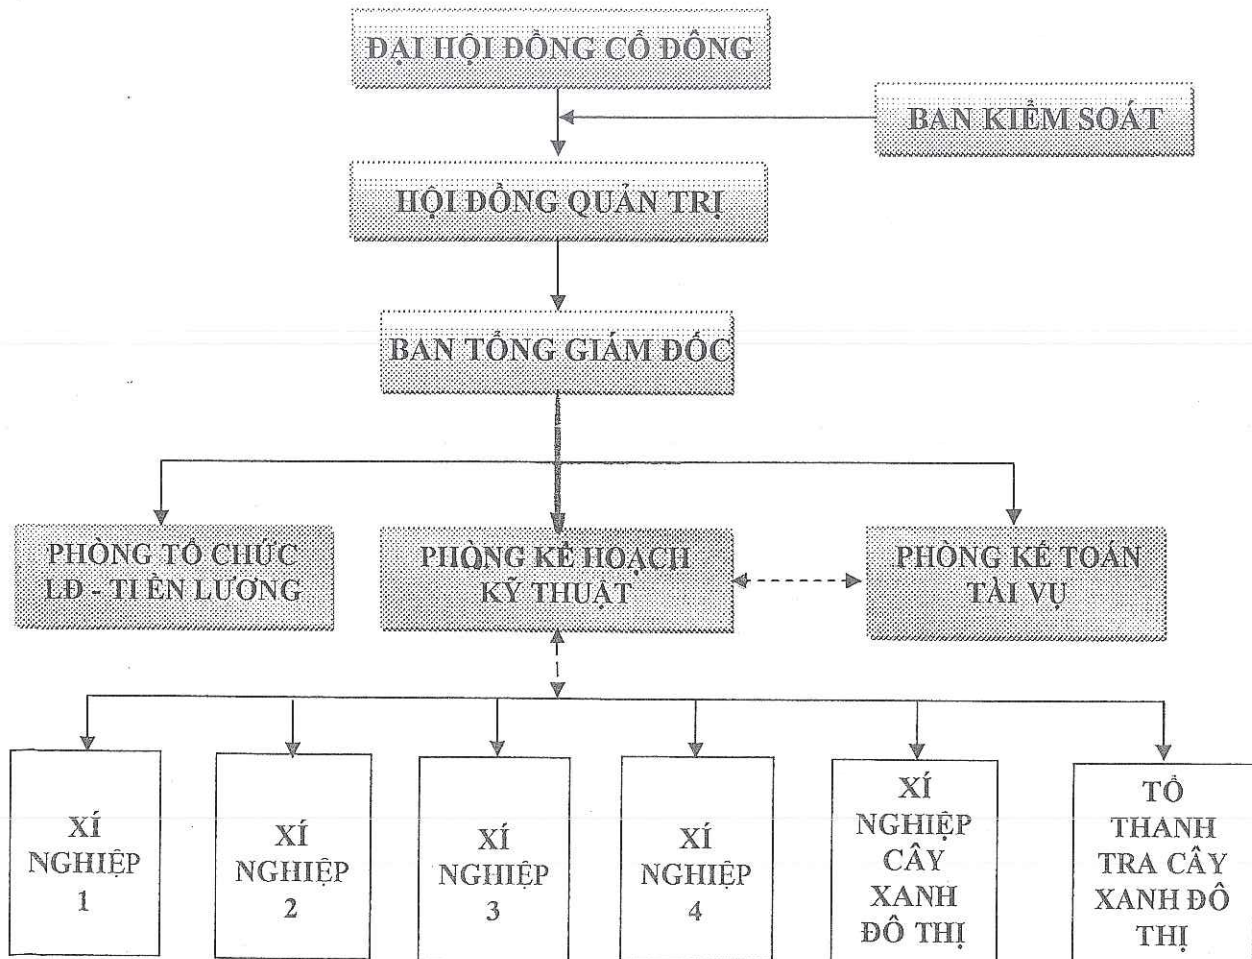 ĐẠI HỘI ĐỒNG CỔ ĐÔNG
BAN KIỂM SOÁT
HỘI ĐỒNG QUẢN TRỊ
BAN TỔNG GIÁM ĐỐC
PHÒNG TỔ CHỨC
LĐ - TI ỀN LƯƠNG
PHÒNG KẾ HOẠCH
KỸ THUẬT
PHÒNG KẾ TOÁN
TÀI VỤ
XÍ
NGHIỆP
1
XÍ
NGHIỆP
2
XÍ
NGHIỆP
3
XÍ
NGHIỆP
4
XÍ
NGHIỆP
CÂY
XANH
ĐÔ THỊ
TỔ
THANH
TRA CÂY
XANH ĐÔ
THỊ